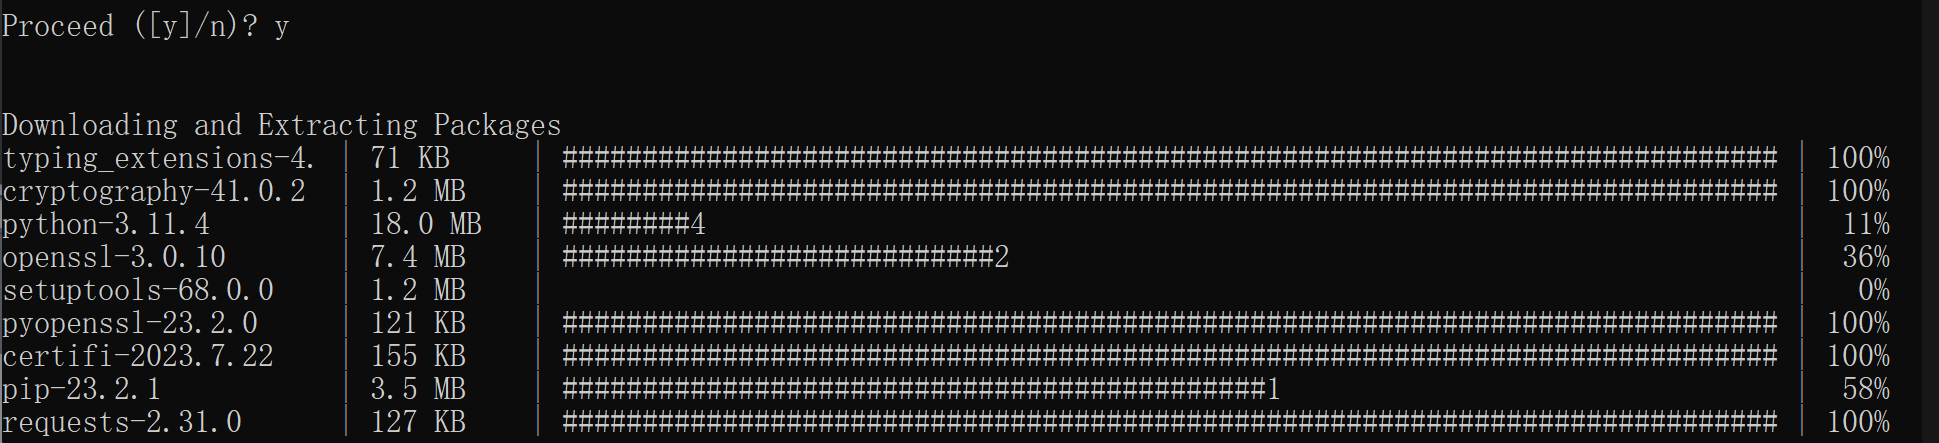 Proceed ([y]/n)? y
Downloading and Extracting Packages
typing_extensions-4. | 71 KB     | ############################################################################ | 100%
cryptography-41.0.2  | 1.2 MB    | ############################################################################ | 100%
python-3.11.4        | 18.0 MB   | ########4                                                                    |  11%
openssl-3.0.10       | 7.4 MB    | ###########################2                                                 |  36%
setuptools-68.0.0    | 1.2 MB    |                                                                              |   0%
pyopenssl-23.2.0     | 121 KB    | ############################################################################ | 100%
certifi-2023.7.22    | 155 KB    | ############################################################################ | 100%
pip-23.2.1           | 3.5 MB    | ############################################1                                |  58%
requests-2.31.0      | 127 KB    | ############################################################################ | 100%